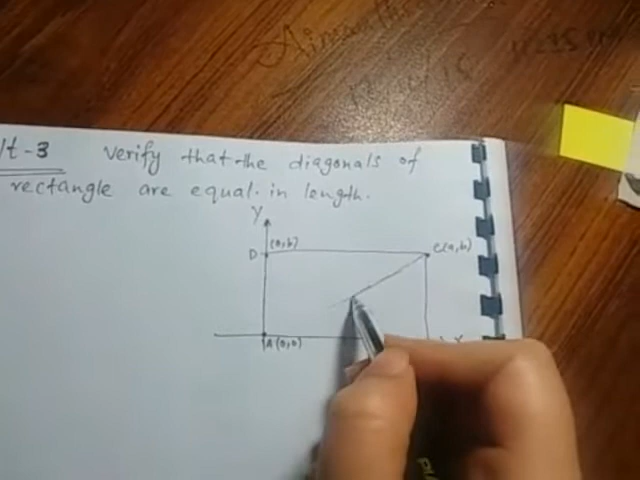 lt-3 verify that the diagonals of
rectangle are equal. in length.
Y
D (0,b) C(a,b)
A(0,0) X